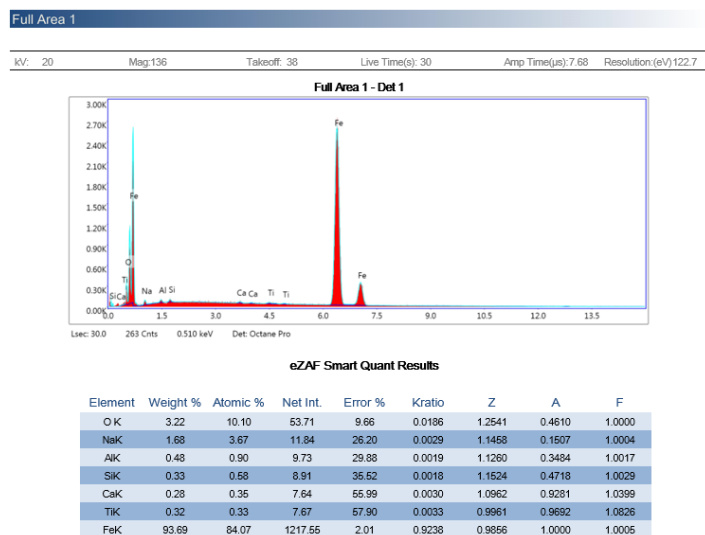 Full Area 1
kV: 20 Mag:136 Takeoff: 38 Live Time(s): 30 Amp Time(µs):7.68 Resolution:(eV)122.7
Full Area 1 - Det 1
3.00K
2.70K
2.40K
2.10K
1.80K
1.50K
1.20K
0.90K
0.60K
0.30K
0.00K
Fe
Fe
O
Ti
Si Ca
Na Al Si Ca Ca Ti Ti
Fe
0.0 1.5 3.0 4.5 6.0 7.5 9.0 10.5 12.0 13.5
Lsec: 30.0 263 Cnts 0.510 keV Det: Octane Pro
eZAF Smart Quant Results
Element Weight % Atomic % Net Int. Error % Kratio Z A F
O K 3.22 10.10 53.71 9.66 0.0186 1.2541 0.4610 1.0000
NaK 1.68 3.67 11.84 26.20 0.0029 1.1458 0.1507 1.0004
AlK 0.48 0.90 9.73 29.88 0.0019 1.1260 0.3484 1.0017
SiK 0.33 0.58 8.91 35.52 0.0018 1.1524 0.4718 1.0029
CaK 0.28 0.35 7.64 55.99 0.0030 1.0962 0.9281 1.0399
TiK 0.32 0.33 7.67 57.90 0.0033 0.9961 0.9692 1.0826
FeK 93.69 84.07 1217.55 2.01 0.9238 0.9856 1.0000 1.0005